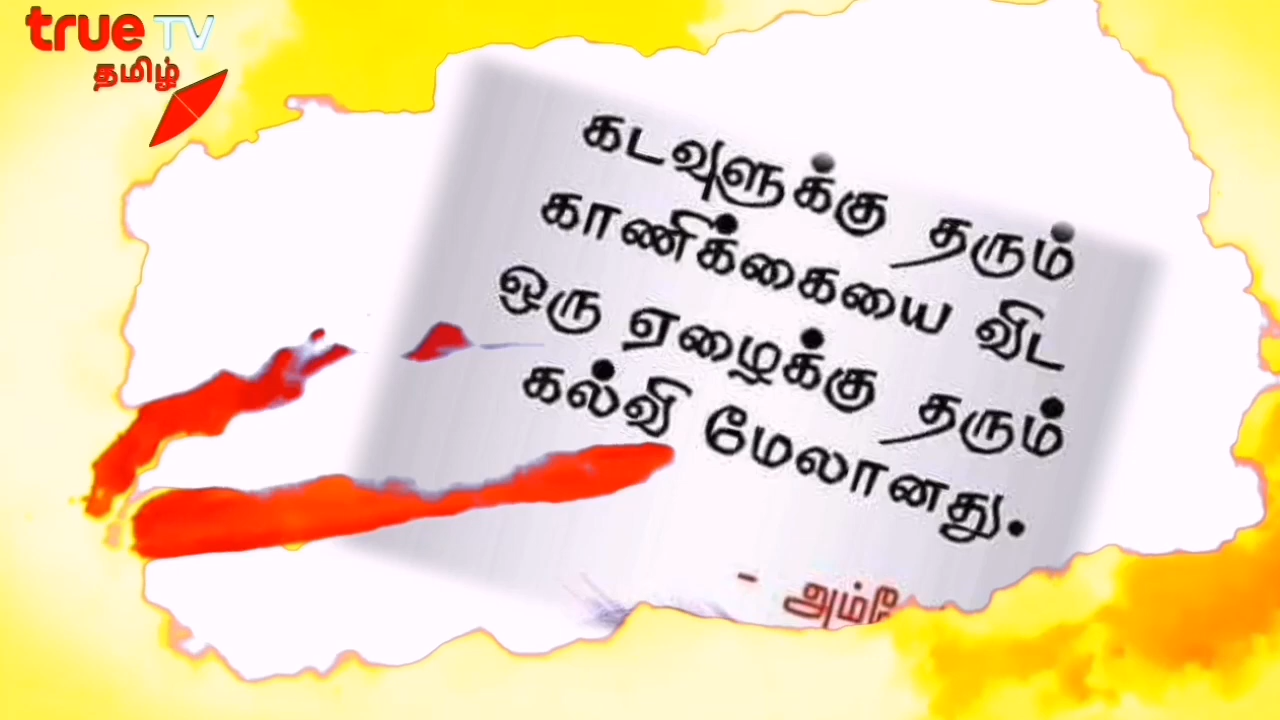 true TV
தமிழ்
கடவுளுக்கு தரும்
காணிக்கையை விட
ஒரு ஏழைக்கு தரும்
கல்வி மேலானது.
-